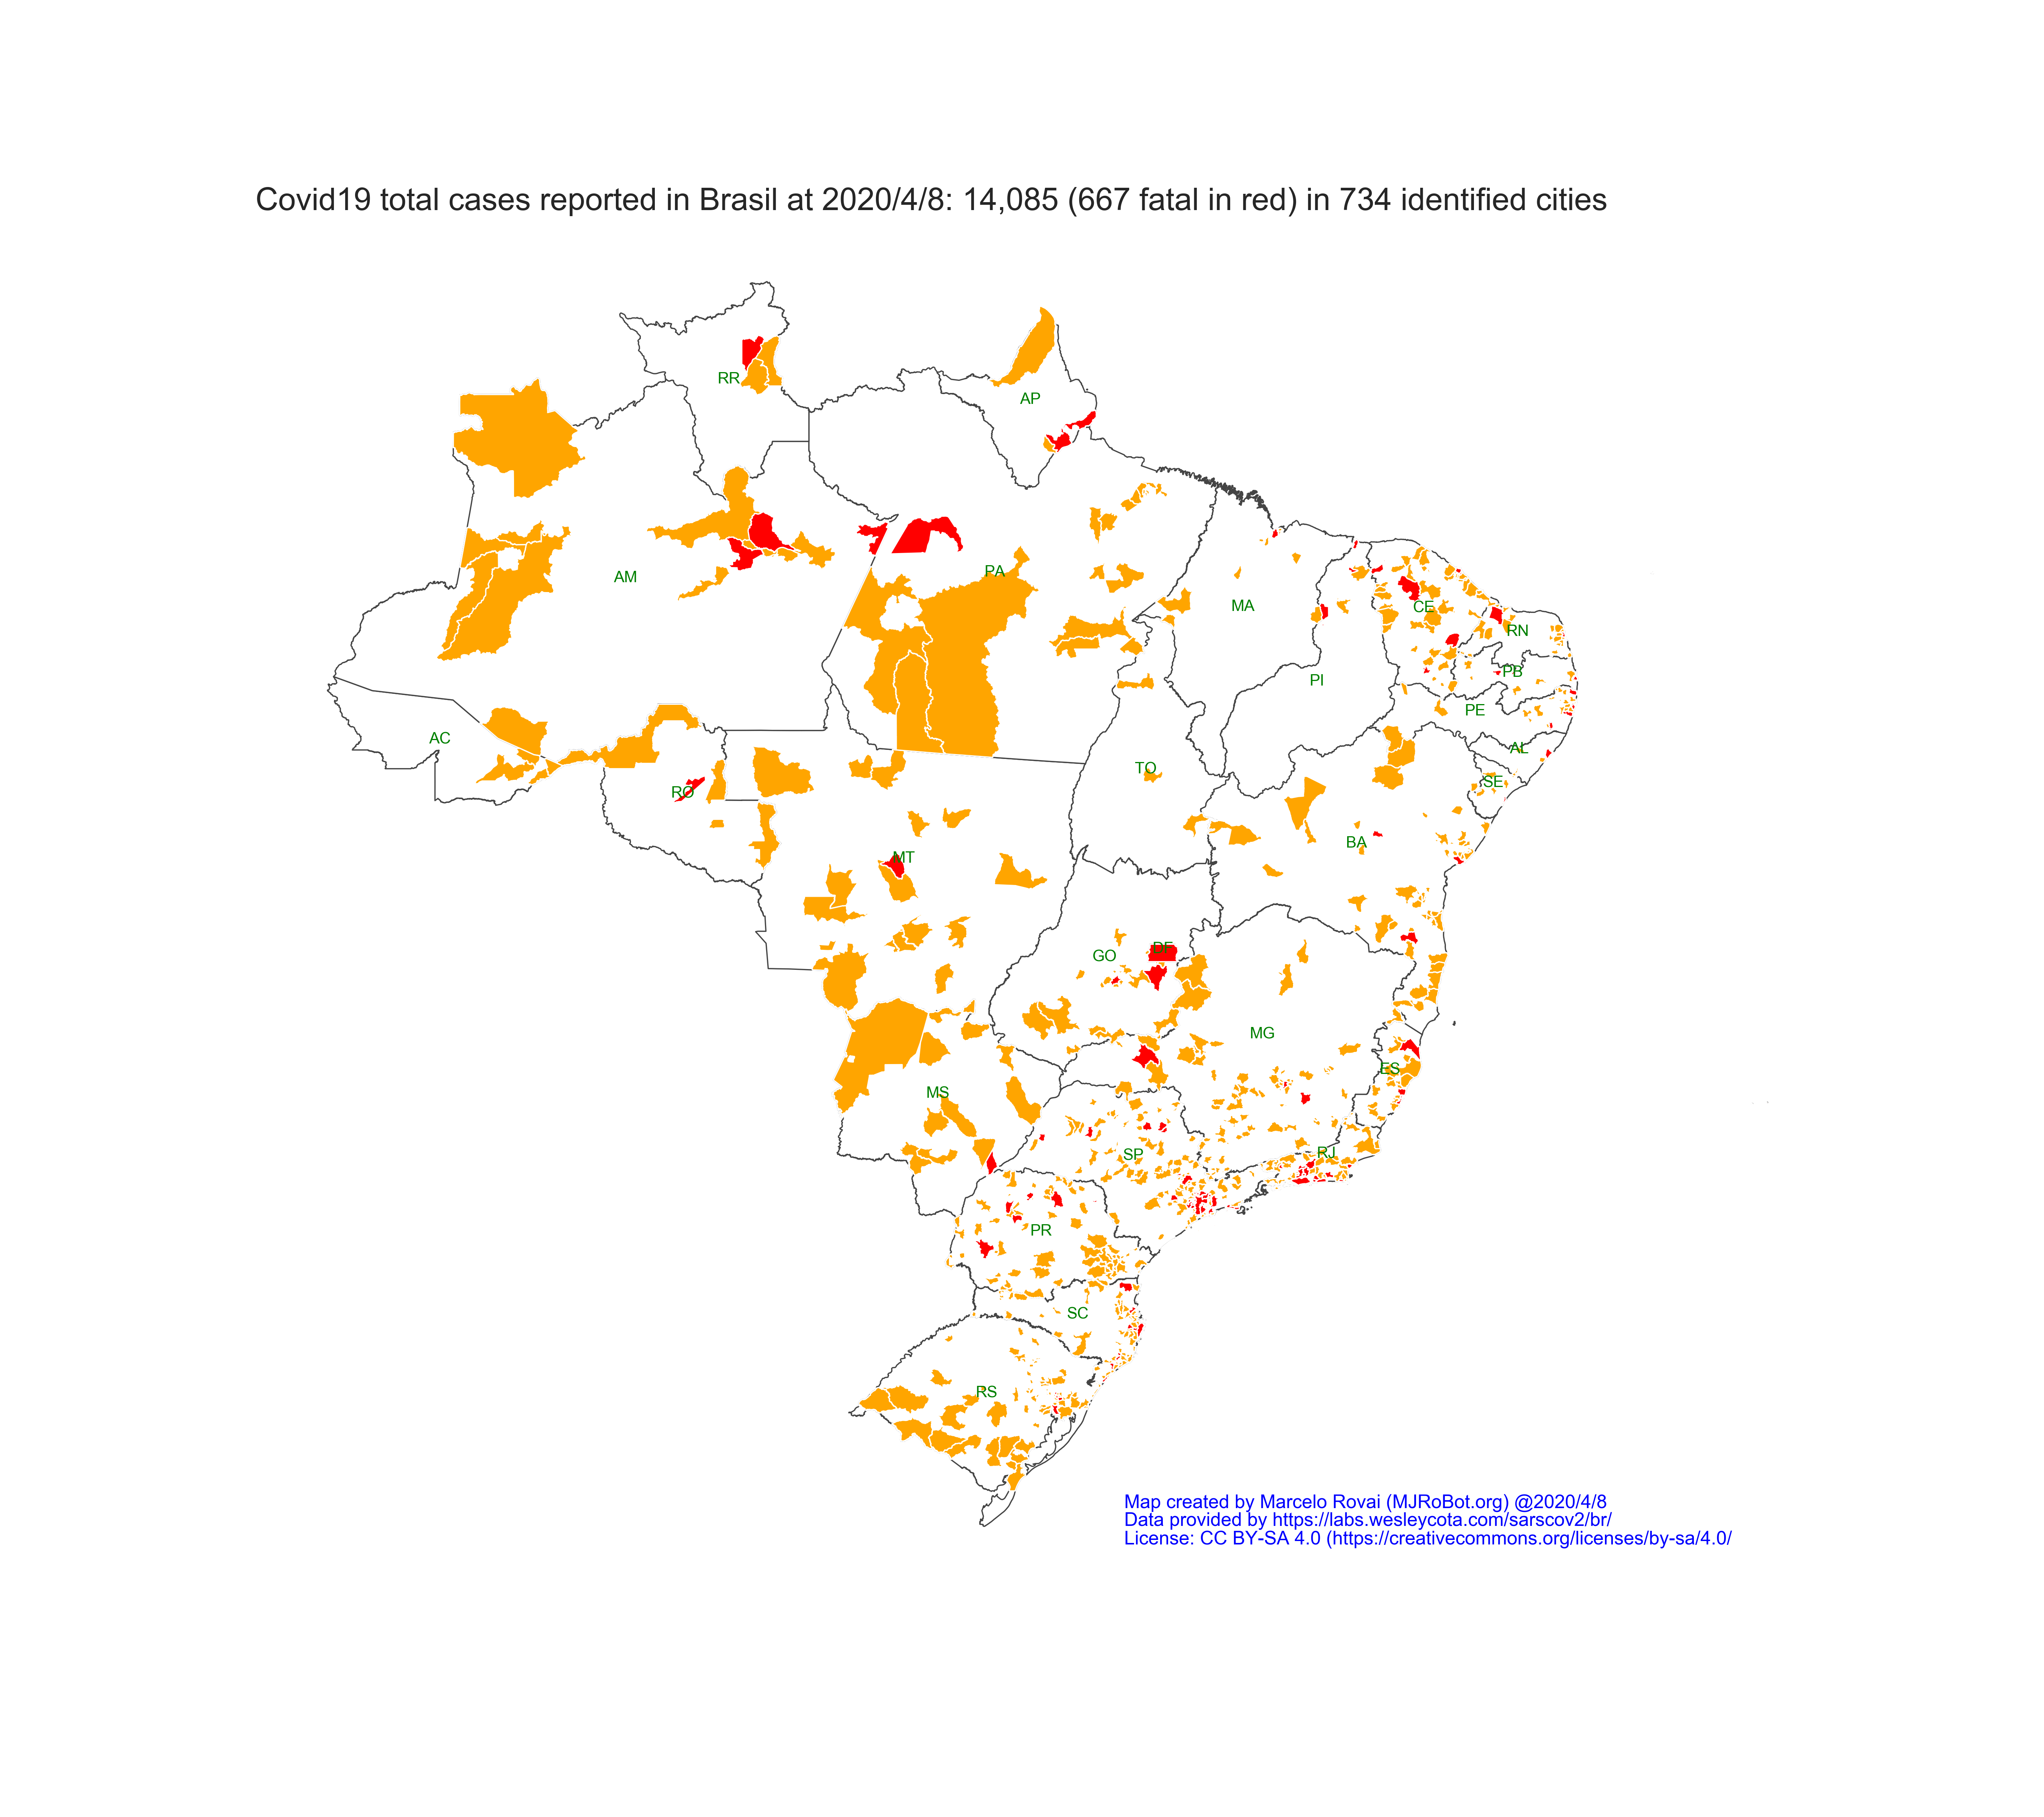 Covid19 total cases reported in Brasil at 2020/4/8: 14,085 (667 fatal in red) in 734 identified cities
RR
AP
AM
PA
MA
CE
RN
PB
PI
PE
AC
AL
TO
SE
RO
BA
MT
DF
GO
MG
ES
MS
RJ
SP
PR
SC
RS
Map created by Marcelo Rovai (MJRoBot.org) @2020/4/8
Data provided by https://labs.wesleycota.com/sarscov2/br/
License: CC BY-SA 4.0 (https://creativecommons.org/licenses/by-sa/4.0/